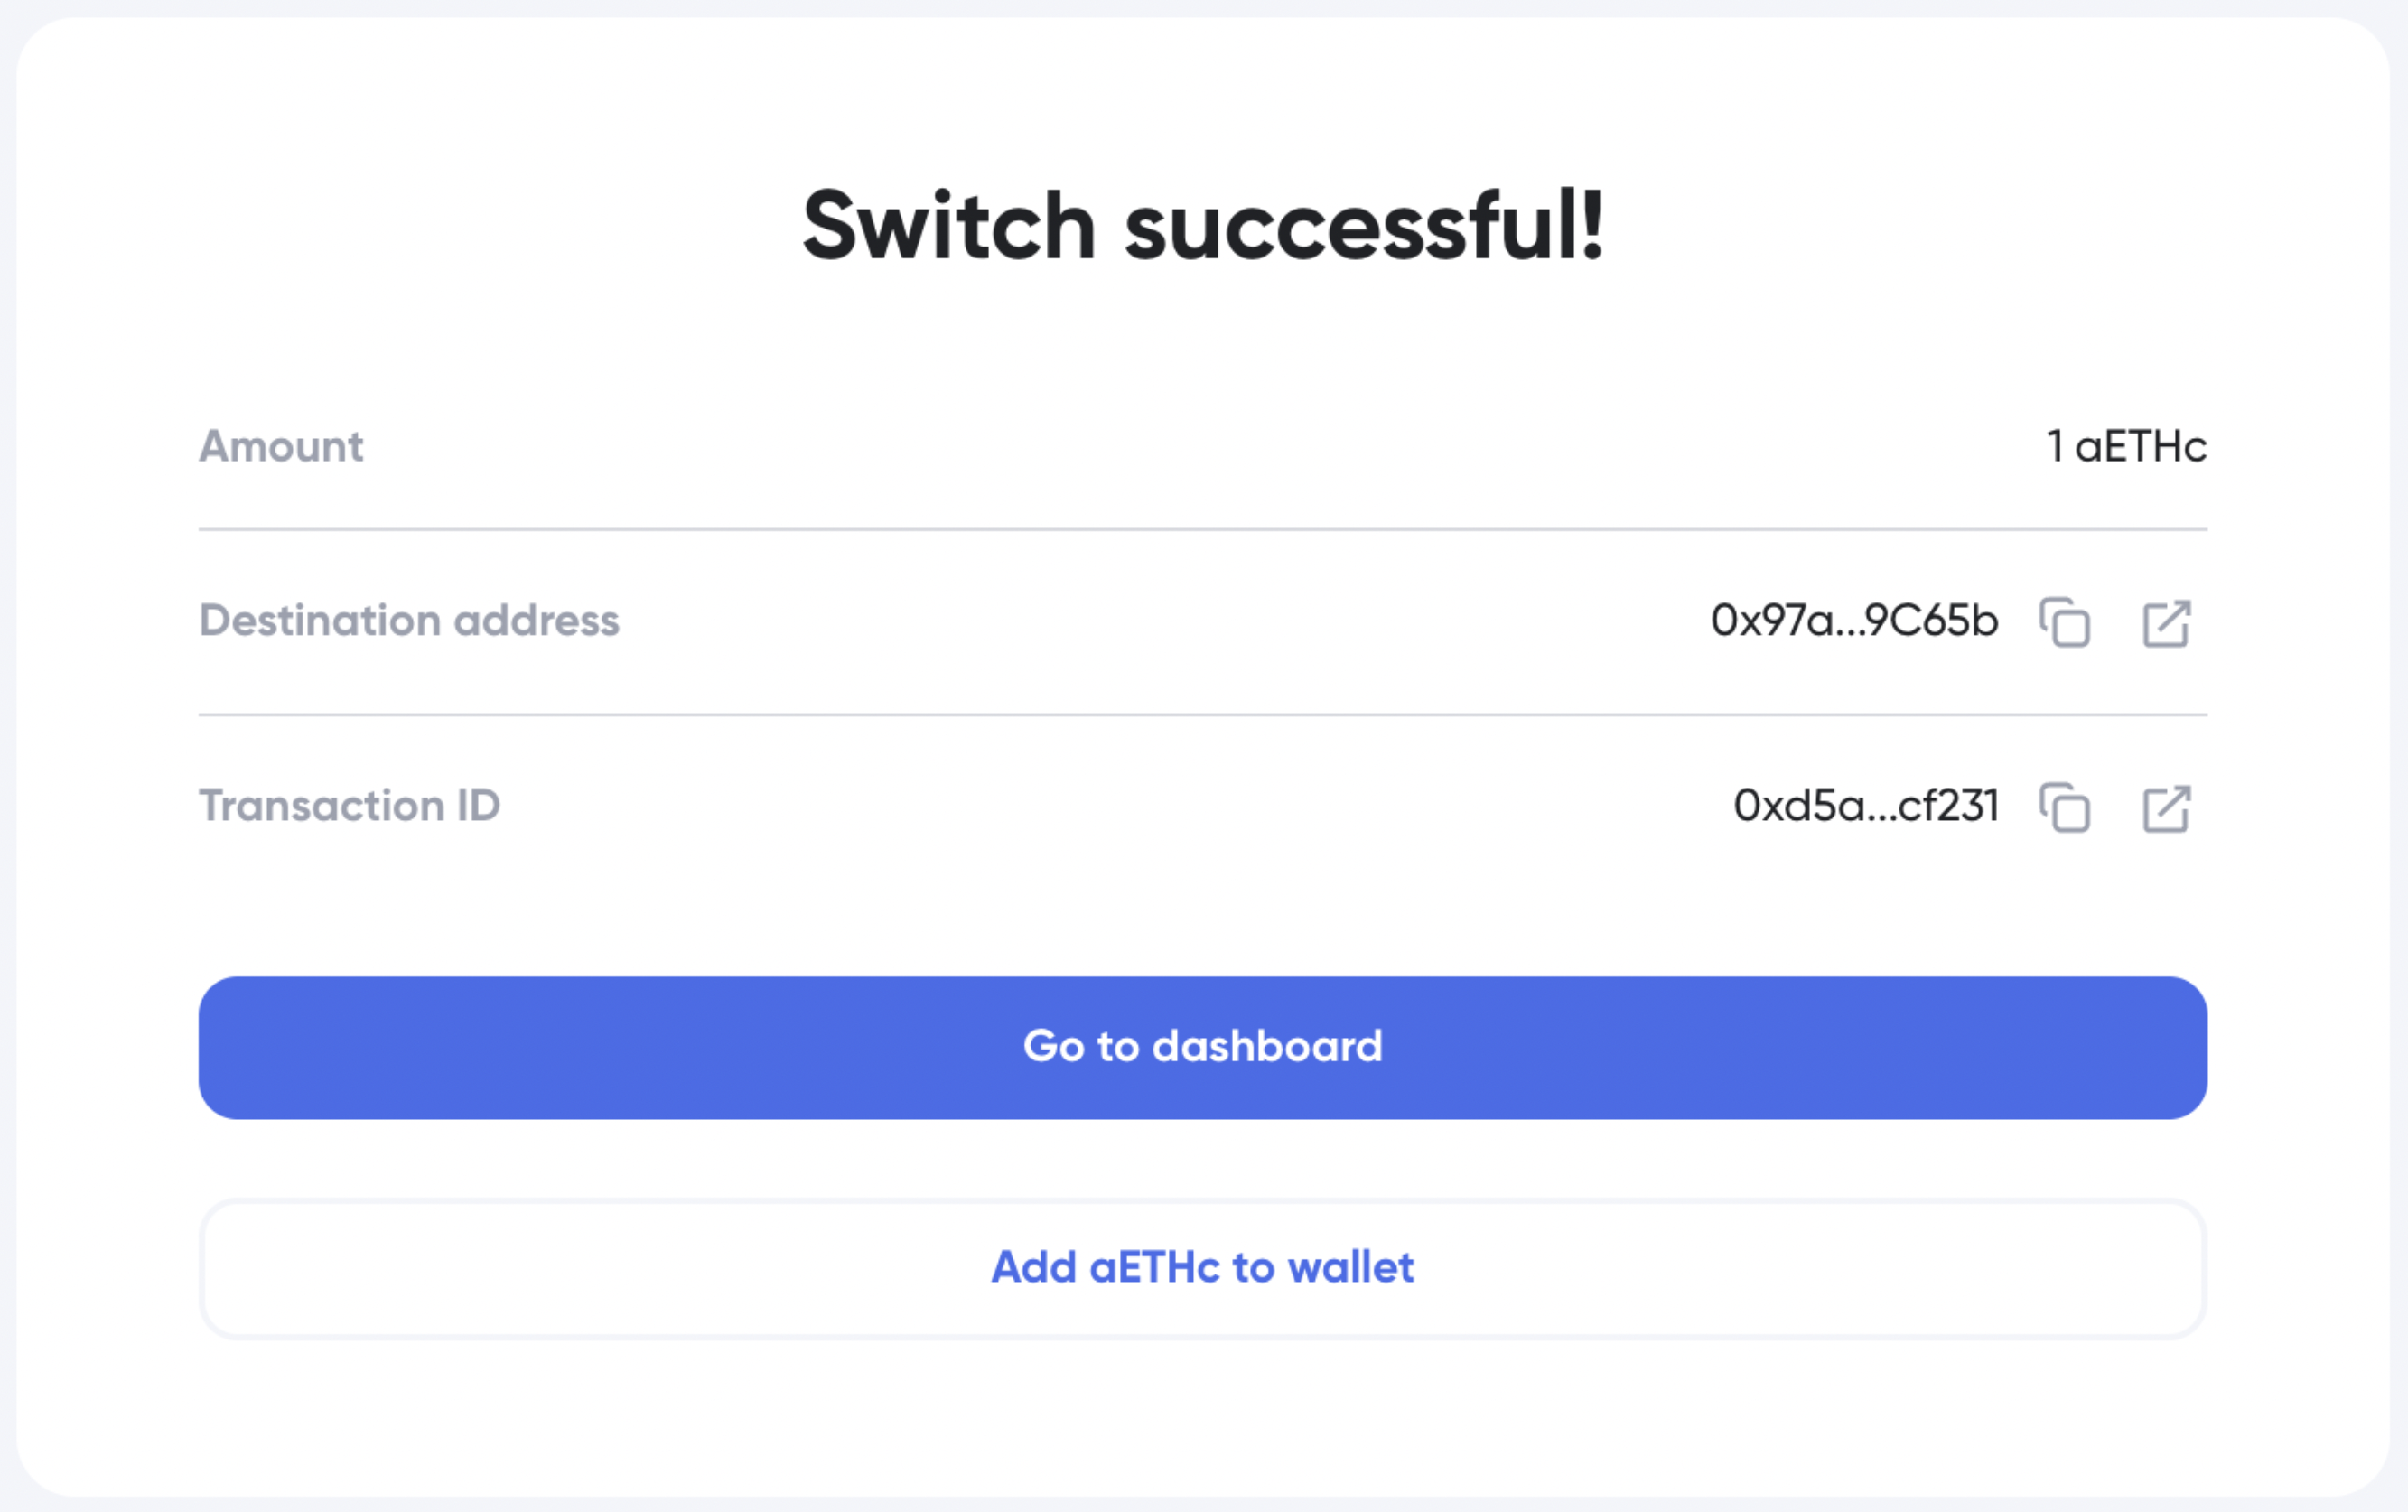 Switch successful!
Amount 1 aETHc
Destination address 0x97a...9C65b
Transaction ID 0xd5a...cf231
Go to dashboard
Add aETHc to wallet